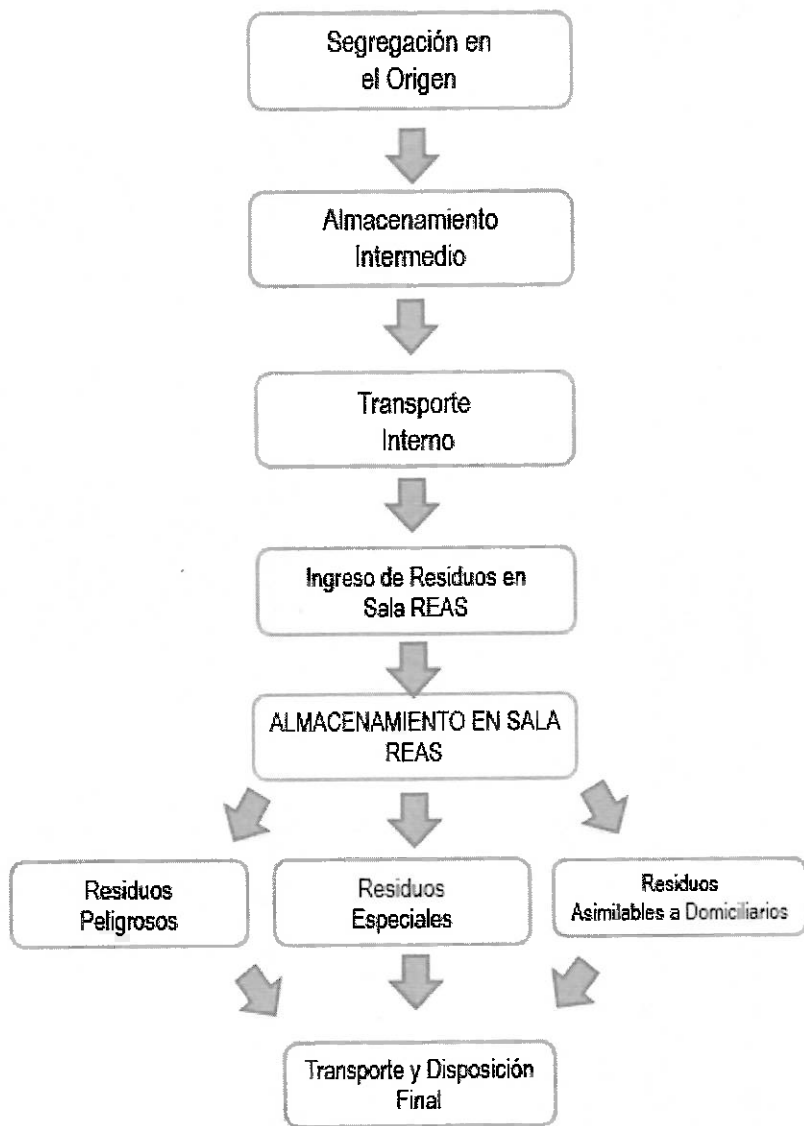 Segregación en
el Origen
Almacenamiento
Intermedio
Transporte
Interno
Ingreso de Residuos en
Sala REAS
ALMACENAMIENTO EN SALA
REAS
Residuos
Peligrosos
Residuos
Especiales
Residuos
Asimilables a Domiciliarios
Transporte y Disposición
Final